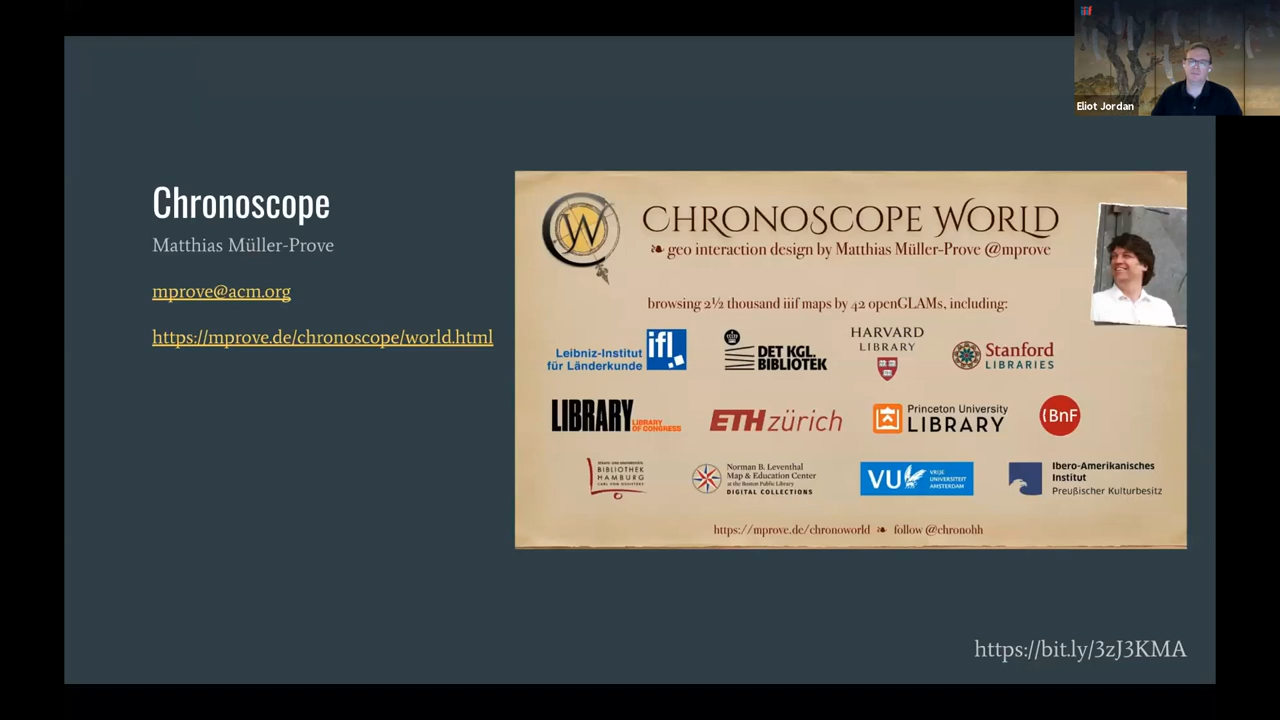 Eliot Jordan
Chronoscope
Matthias Müller-Prove
mprove@acm.org
https://mprove.de/chronoscope/world.html
CW
CHRONOSCOPE WORLD
❧ geo interaction design by Matthias Müller-Prove @mprove
browsing 2½ thousand iiif maps by 42 openGLAMs, including:
Leibniz-Institut
für Länderkunde
ifl
DET KGL.
BIBLIOTEK
HARVARD
LIBRARY
Stanford
LIBRARIES
LIBRARY
LIBRARY
OF CONGRESS
ETH zürich
Princeton University
LIBRARY
{BnF
BIBLIOTHEK
HAMBURG
Norman B. Leventhal
Map & Education Center
at the Boston Public Library
DIGITAL COLLECTIONS
VU
VRIJE
UNIVERSITEIT
AMSTERDAM
Ibero-Amerikanisches
Institut
Preußischer Kulturbesitz
https://mprove.de/chronoworld ❧ follow @chronohh
https://bit.ly/3zJ3KMA